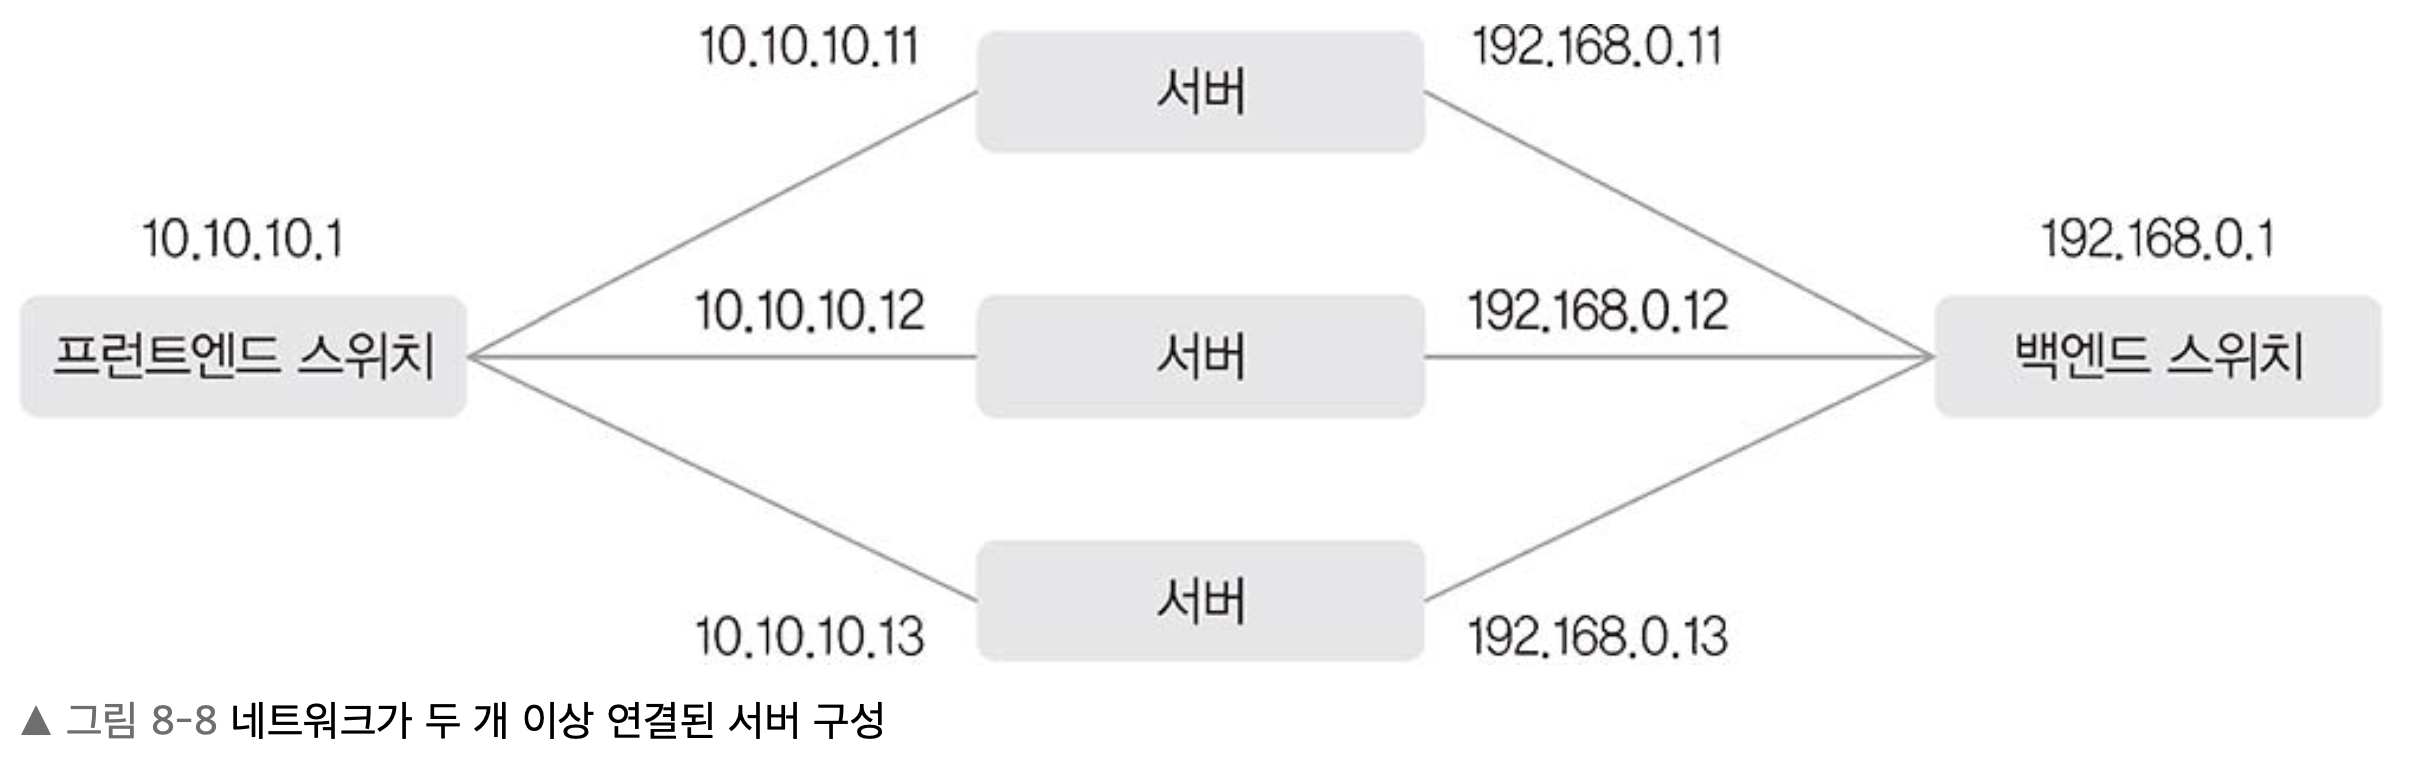 10.10.10.11 서버 192.168.0.11
10.10.10.1 192.168.0.1
10.10.10.12 192.168.0.12
프런트엔드 스위치 서버 백엔드 스위치
서버
10.10.10.13 192.168.0.13
▲ 그림 8-8 네트워크가 두 개 이상 연결된 서버 구성